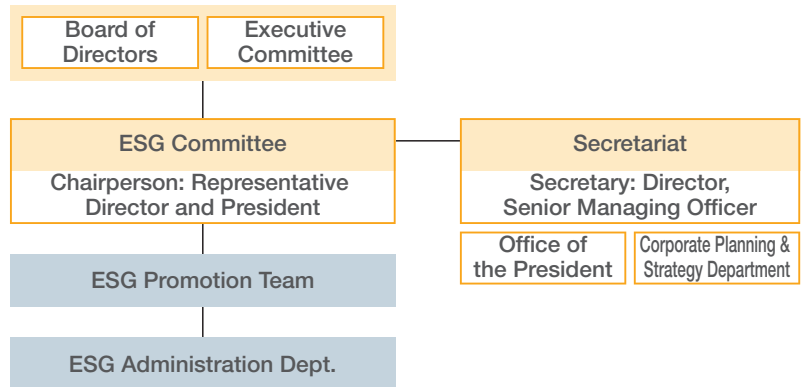 Board of
Directors
Executive
Committee
ESG Committee
Chairperson: Representative
Director and President
Secretariat
Secretary: Director,
Senior Managing Officer
Office of
the President
Corporate Planning &
Strategy Department
ESG Promotion Team
ESG Administration Dept.